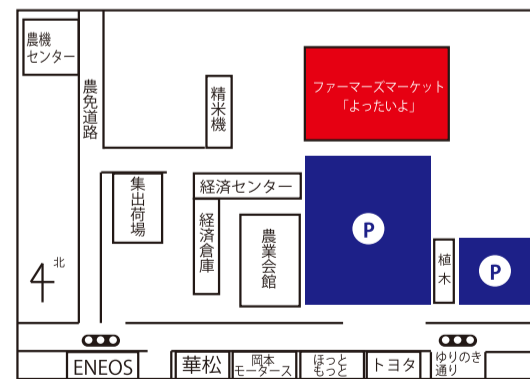 農機
センター
農免道路
精米機
ファーマーズマーケット
「よったいよ」
集出荷場
経済センター
経済倉庫
農業会館
P
植木
P
北
ENEOS
華松
岡本
モータース
ほっと
もっと
トヨタ
ゆりのき
通り